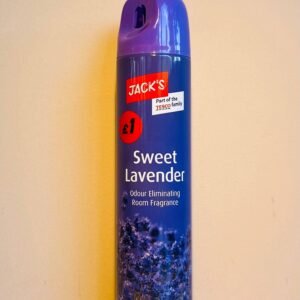 JACK'S
Part of the
TESCO family
£1
Sweet
Lavender
Odour Eliminating
Room Fragrance